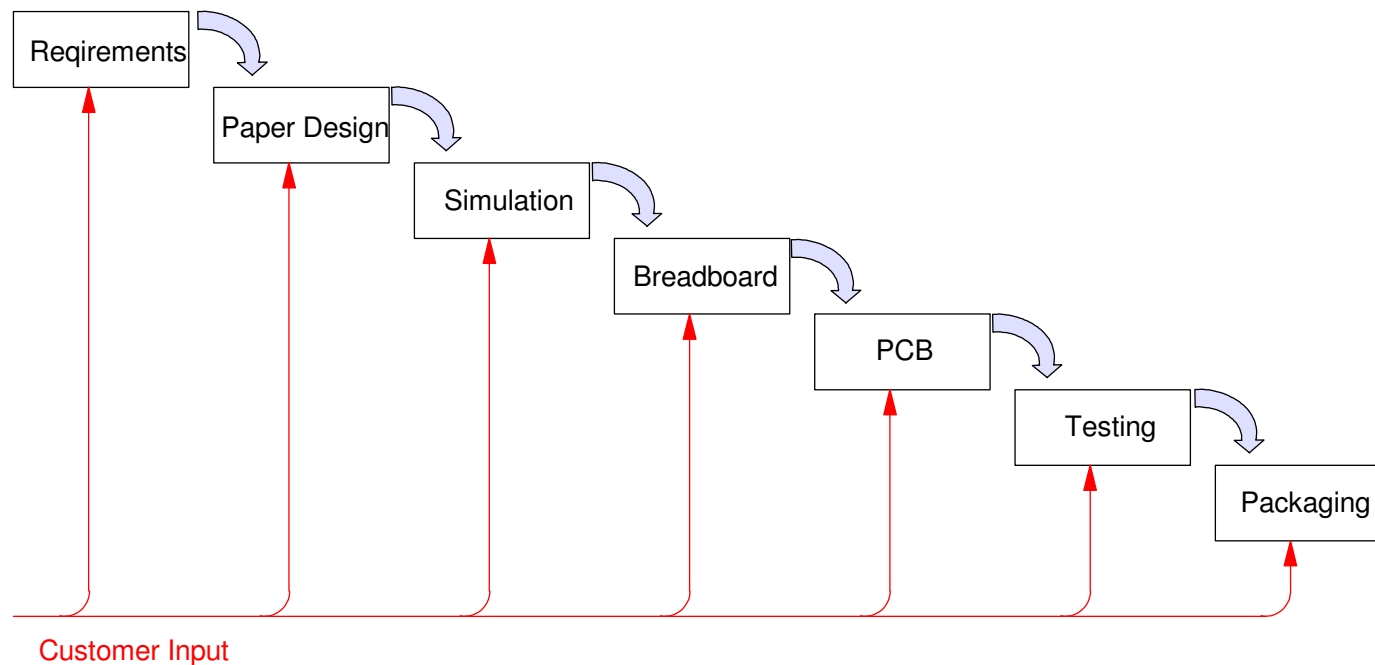 Reqirements
Paper Design
Simulation
Breadboard
PCB
Testing
Packaging
Customer Input